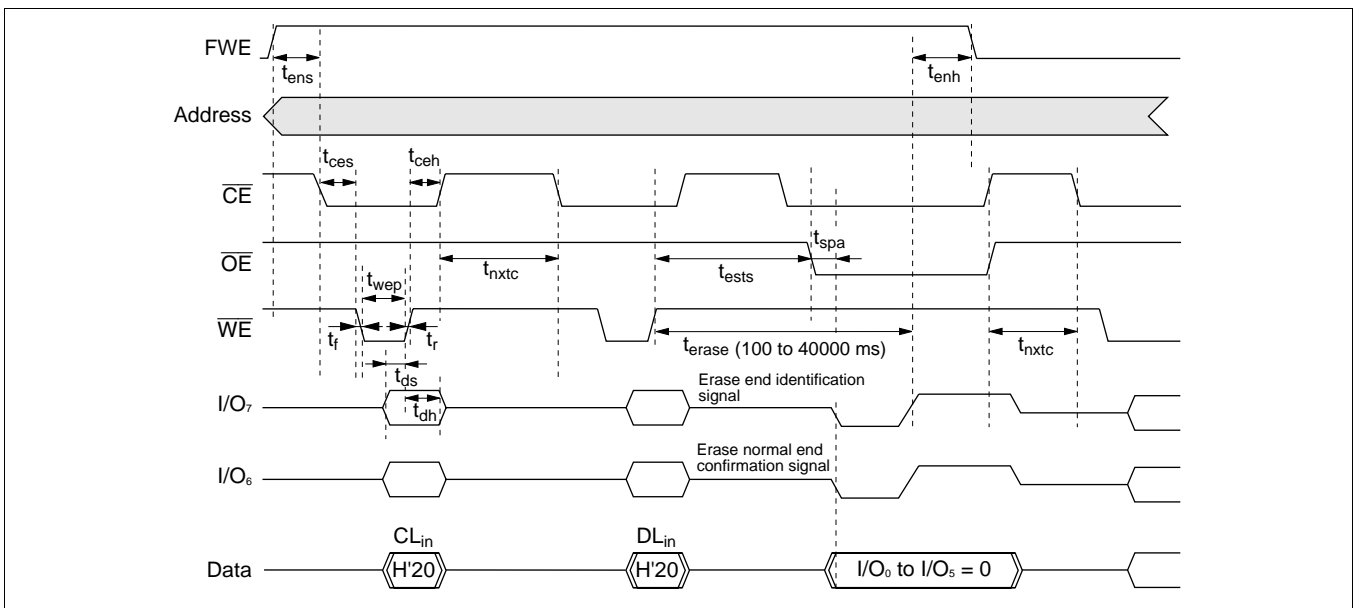 FWE
tens
tenh
Address
tces
tceh
CE
tspa
OE
tnxtc
tests
twep
WE
tf
tr
terase (100 to 40000 ms)
tnxtc
tds
Erase end identification
signal
I/O7
tdh
Erase normal end
confirmation signal
I/O6
CLin
DLin
Data
H'20
H'20
I/O0 to I/O5 = 0